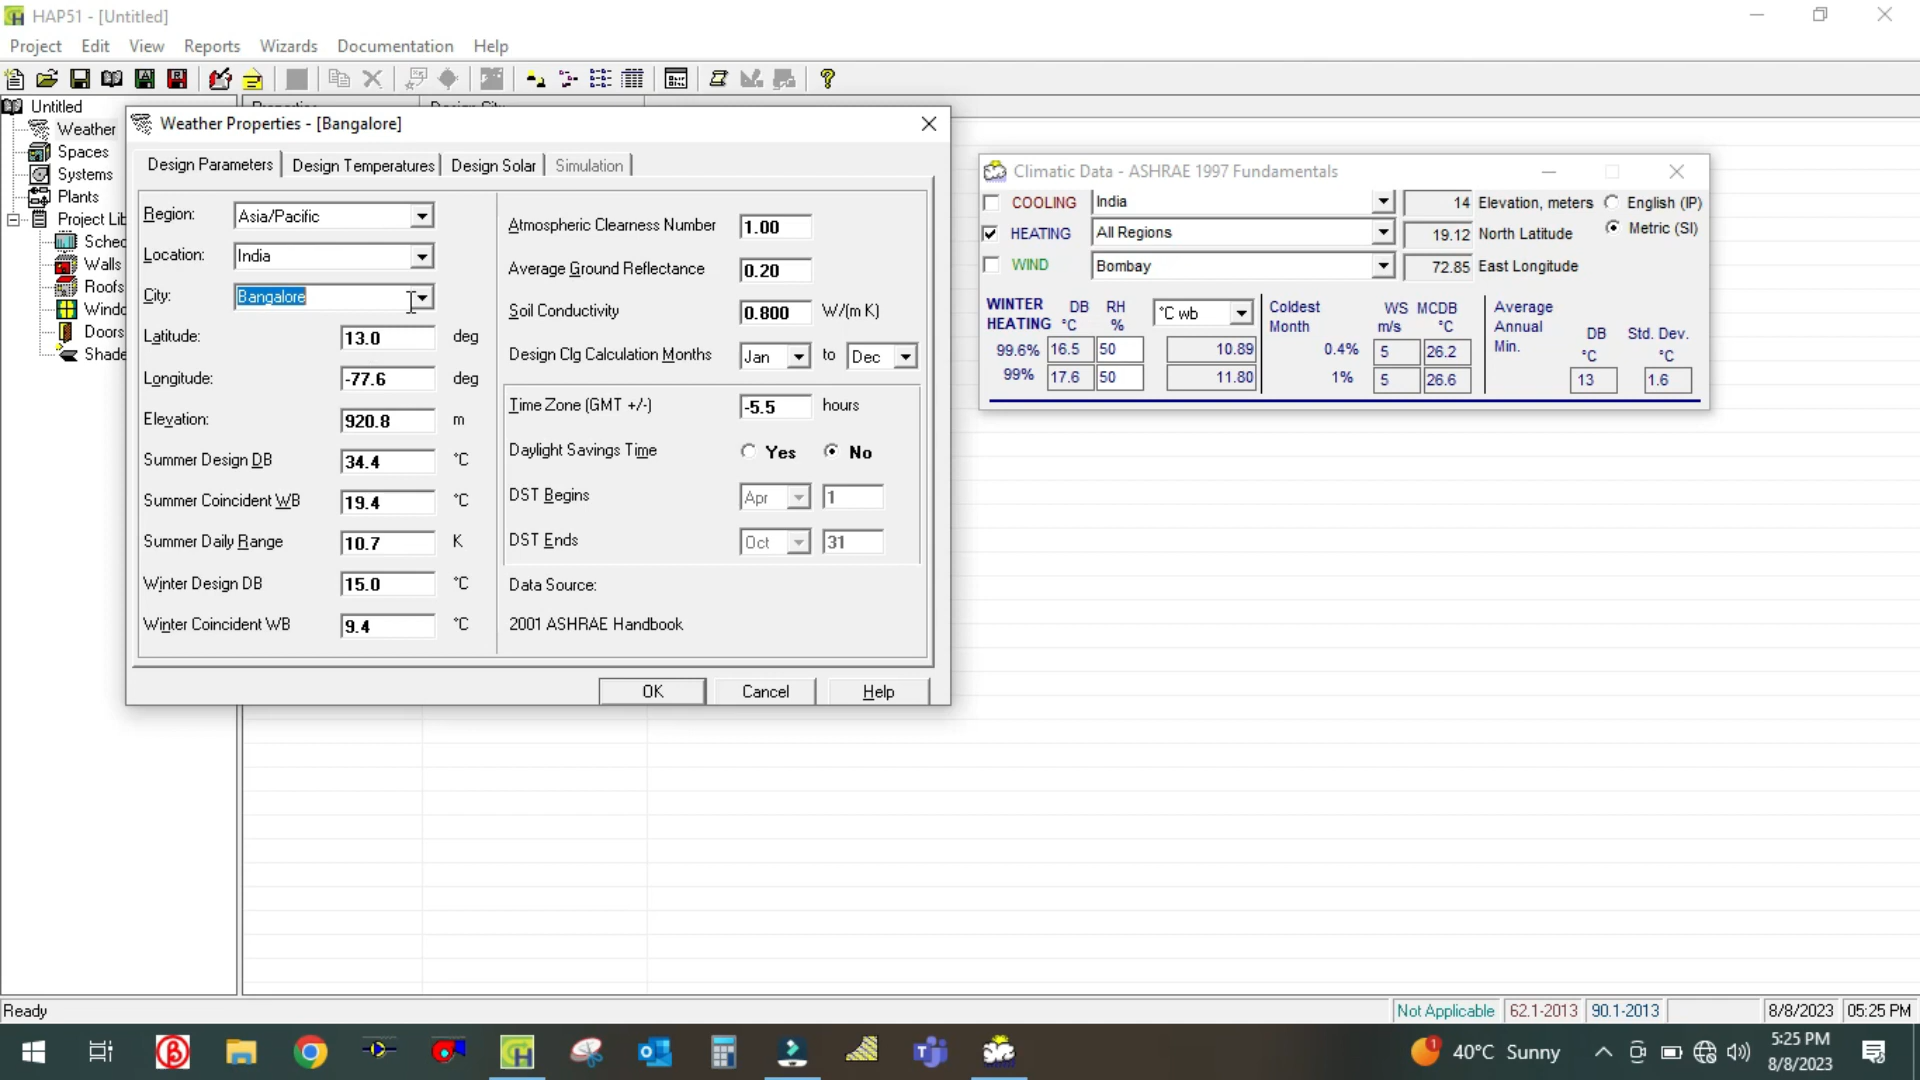 HAP51 - [Untitled]
Project Edit View Reports Wizards Documentation Help
Untitled
Weather
Spaces
Systems
Plants
Project Lib
Sched
Walls
Roofs
Windo
Doors
Shade
Weather Properties - [Bangalore]
Design Parameters Design Temperatures Design Solar Simulation
Region: Asia/Pacific
Location: India
City: Bangalore
Latitude: 13.0 deg
Longitude: -77.6 deg
Elevation: 920.8 m
Summer Design DB 34.4 °C
Summer Coincident WB 19.4 °C
Summer Daily Range 10.7 K
Winter Design DB 15.0 °C
Winter Coincident WB 9.4 °C
Atmospheric Clearness Number 1.00
Average Ground Reflectance 0.20
Soil Conductivity 0.800 W/(m K)
Design Clg Calculation Months Jan to Dec
Time Zone (GMT +/-) -5.5 hours
Daylight Savings Time Yes No
DST Begins Apr 1
DST Ends Oct 31
Data Source:
2001 ASHRAE Handbook
OK Cancel Help
Climatic Data - ASHRAE 1997 Fundamentals
COOLING India 14 Elevation, meters English (IP)
HEATING All Regions 19.12 North Latitude Metric (SI)
WIND Bombay 72.85 East Longitude
WINTER HEATING DB °C RH % °C wb
99.6% 16.5 50 10.89
99% 17.6 50 11.80
Coldest Month WS m/s MCDB °C
0.4% 5 26.2
1% 5 26.6
Average Annual Min. DB °C Std. Dev. °C
13 1.6
Ready Not Applicable 62.1-2013 90.1-2013 8/8/2023 05:25 PM
40°C Sunny 5:25 PM
8/8/2023